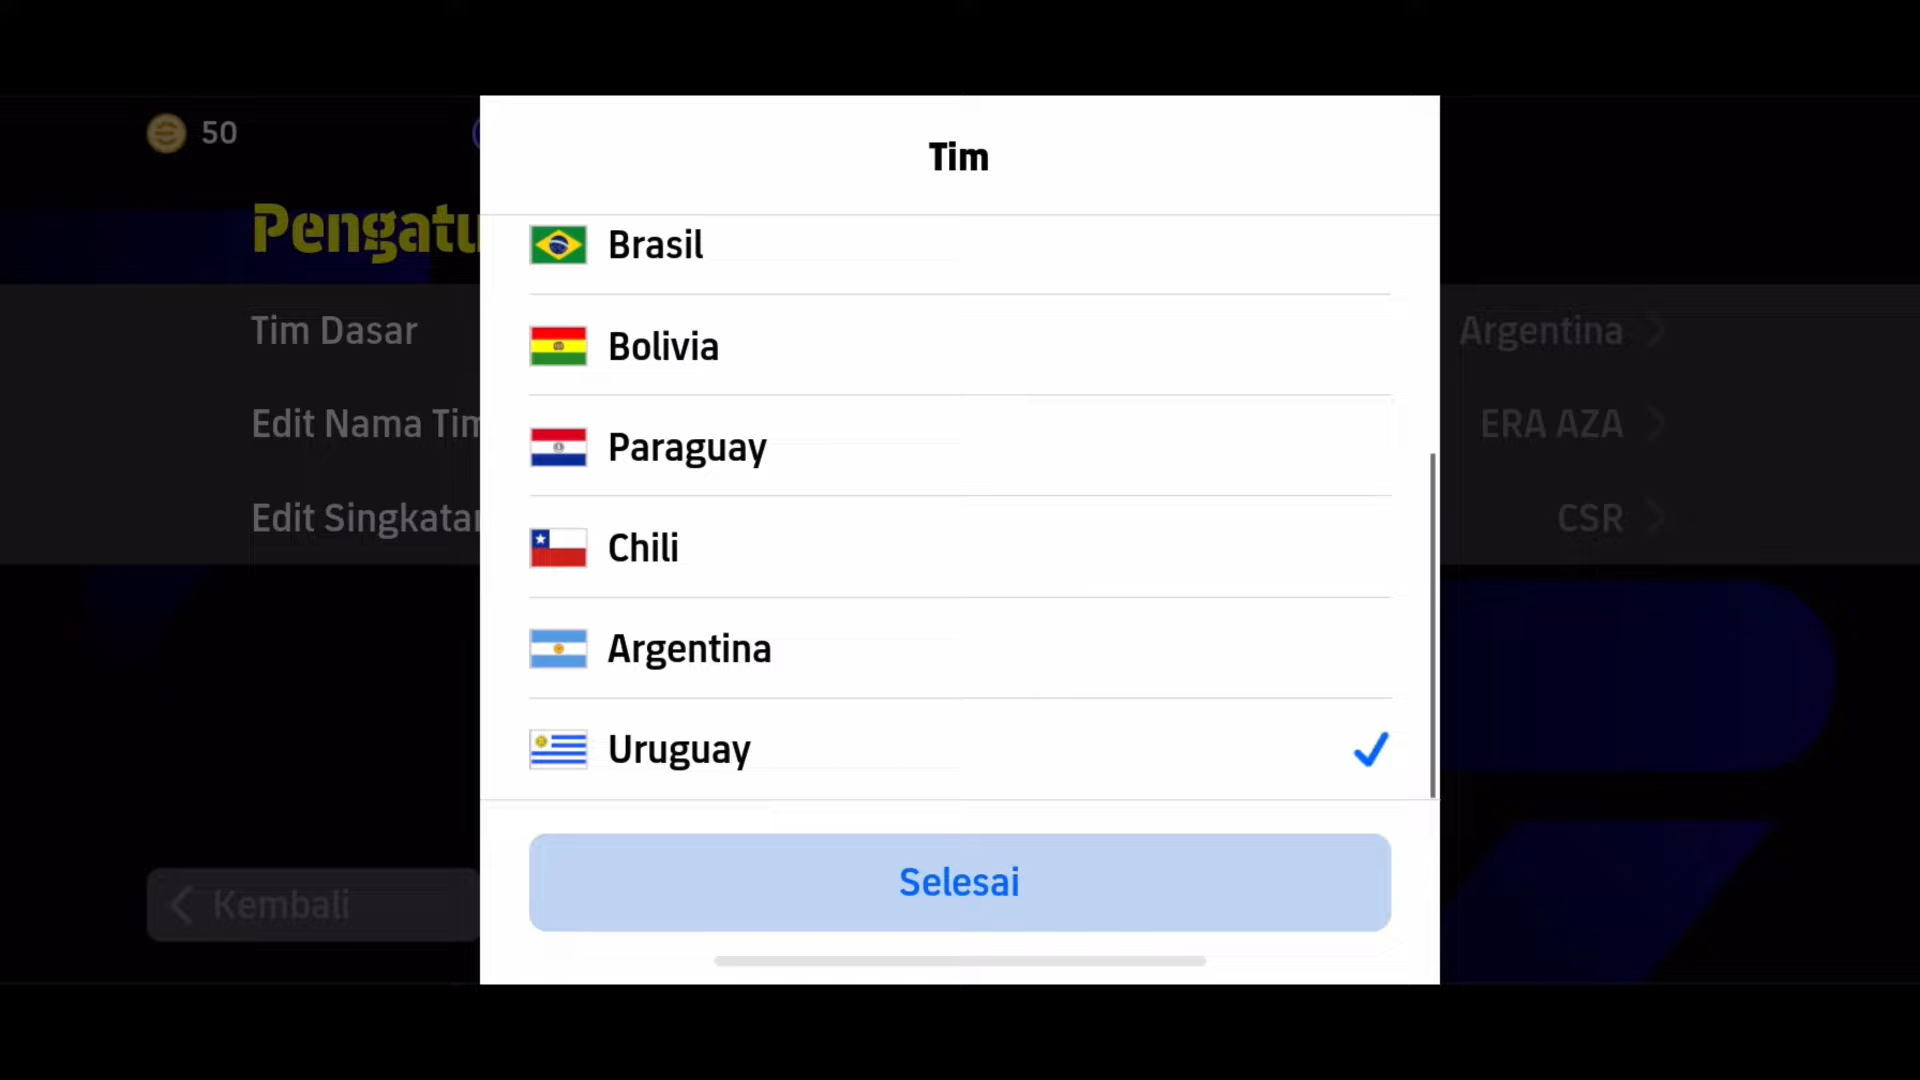 50
Tim
Pengatu
Brasil
Tim Dasar
Argentina
Bolivia
Edit Nama Tim
ERA AZA
Paraguay
Edit Singkatan
CSR
Chili
Argentina
Uruguay
Selesai
Kembali